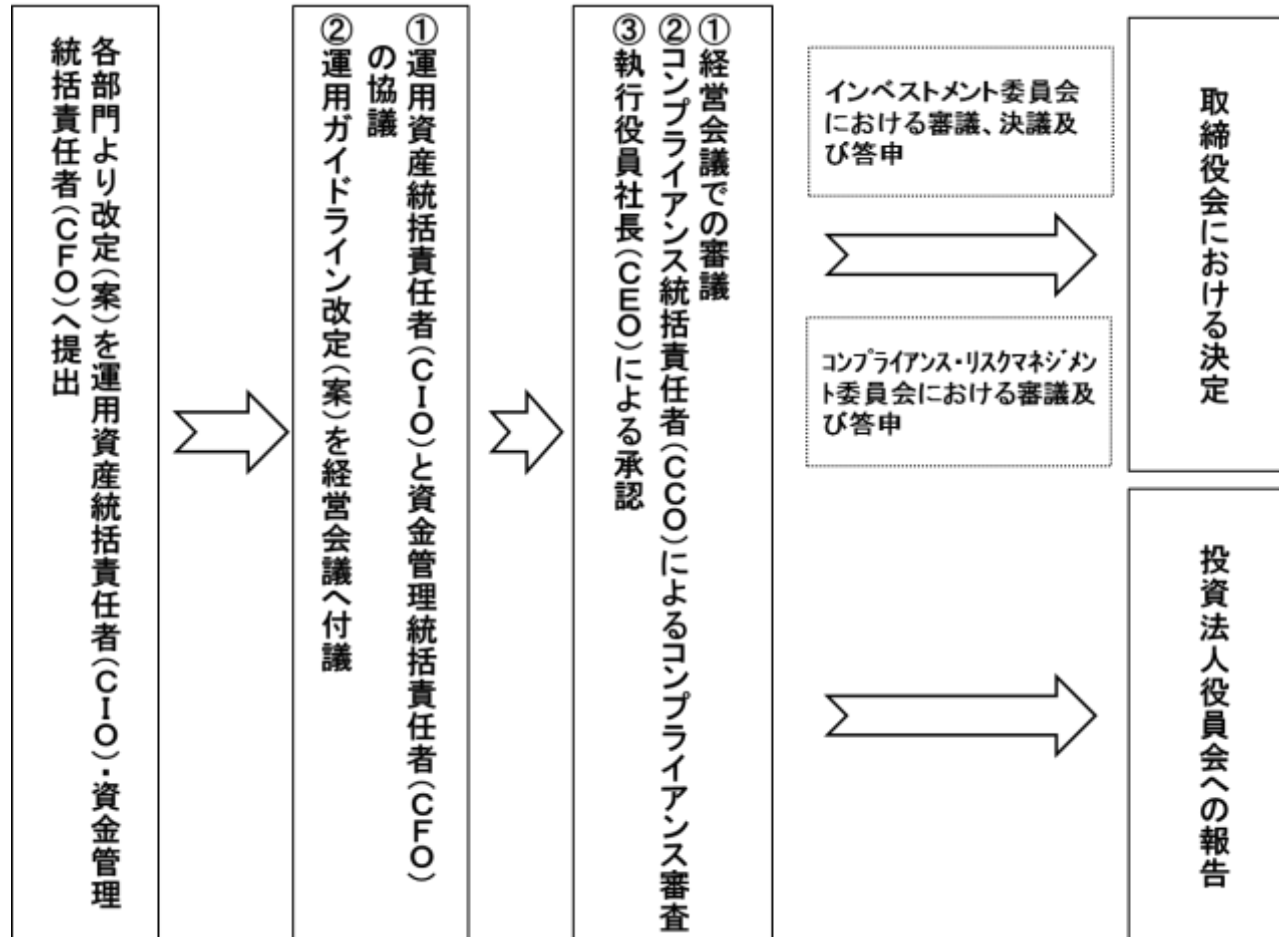 各部門より改定(案)を運用資産統括責任者(CIO)・資金管理
統括責任者(CFO)へ提出
①運用資産統括責任者(CIO)と資金管理統括責任者(CFO)
の協議
②運用ガイドライン改定(案)を経営会議へ付議
①経営会議での審議
②コンプライアンス統括責任者(CCO)によるコンプライアンス審査
③執行役員社長(CEO)による承認
インベストメント委員会
における審議、決議及
び答申
コンプライアンス・リスクマネジメン
ト委員会における審議及
び答申
取締役会における決定
投資法人役員会への報告